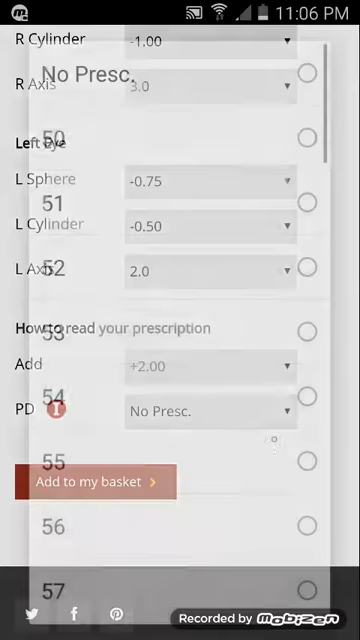 11:06 PM
R Cylinder -1.00
No Presc.
R Axis 3.0
50
Left Eye
L Sphere -0.75
51
L Cylinder -0.50
52
L Axis 2.0
How to read your prescription
53
Add +2.00
54
PD No Presc.
55
Add to my basket
56
57
Recorded by MOBIZEN